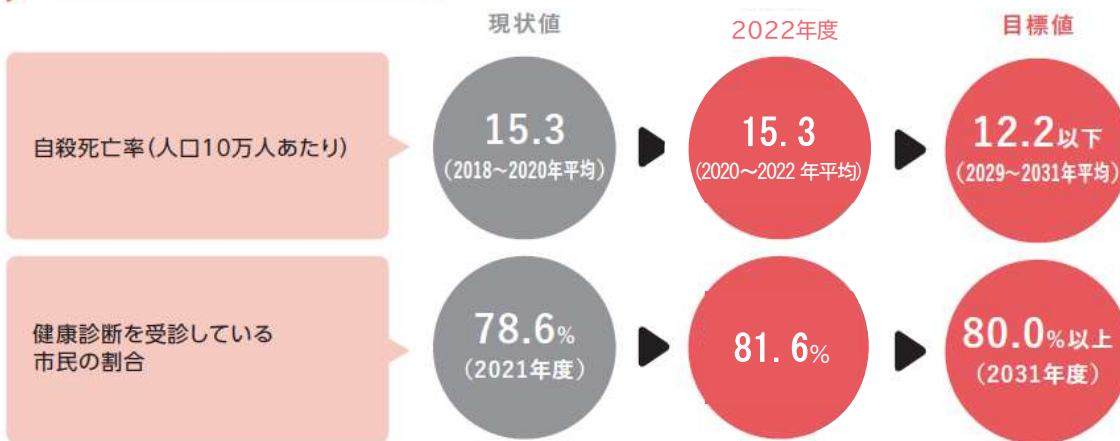 現状値
2022年度
目標値
自殺死亡率(人口10万人あたり)
15.3
(2018～2020年平均)
15.3
(2020～2022 年平均)
12.2以下
(2029～2031年平均)
健康診断を受診している
市民の割合
78.6%
(2021年度)
81.6%
80.0%以上
(2031年度)